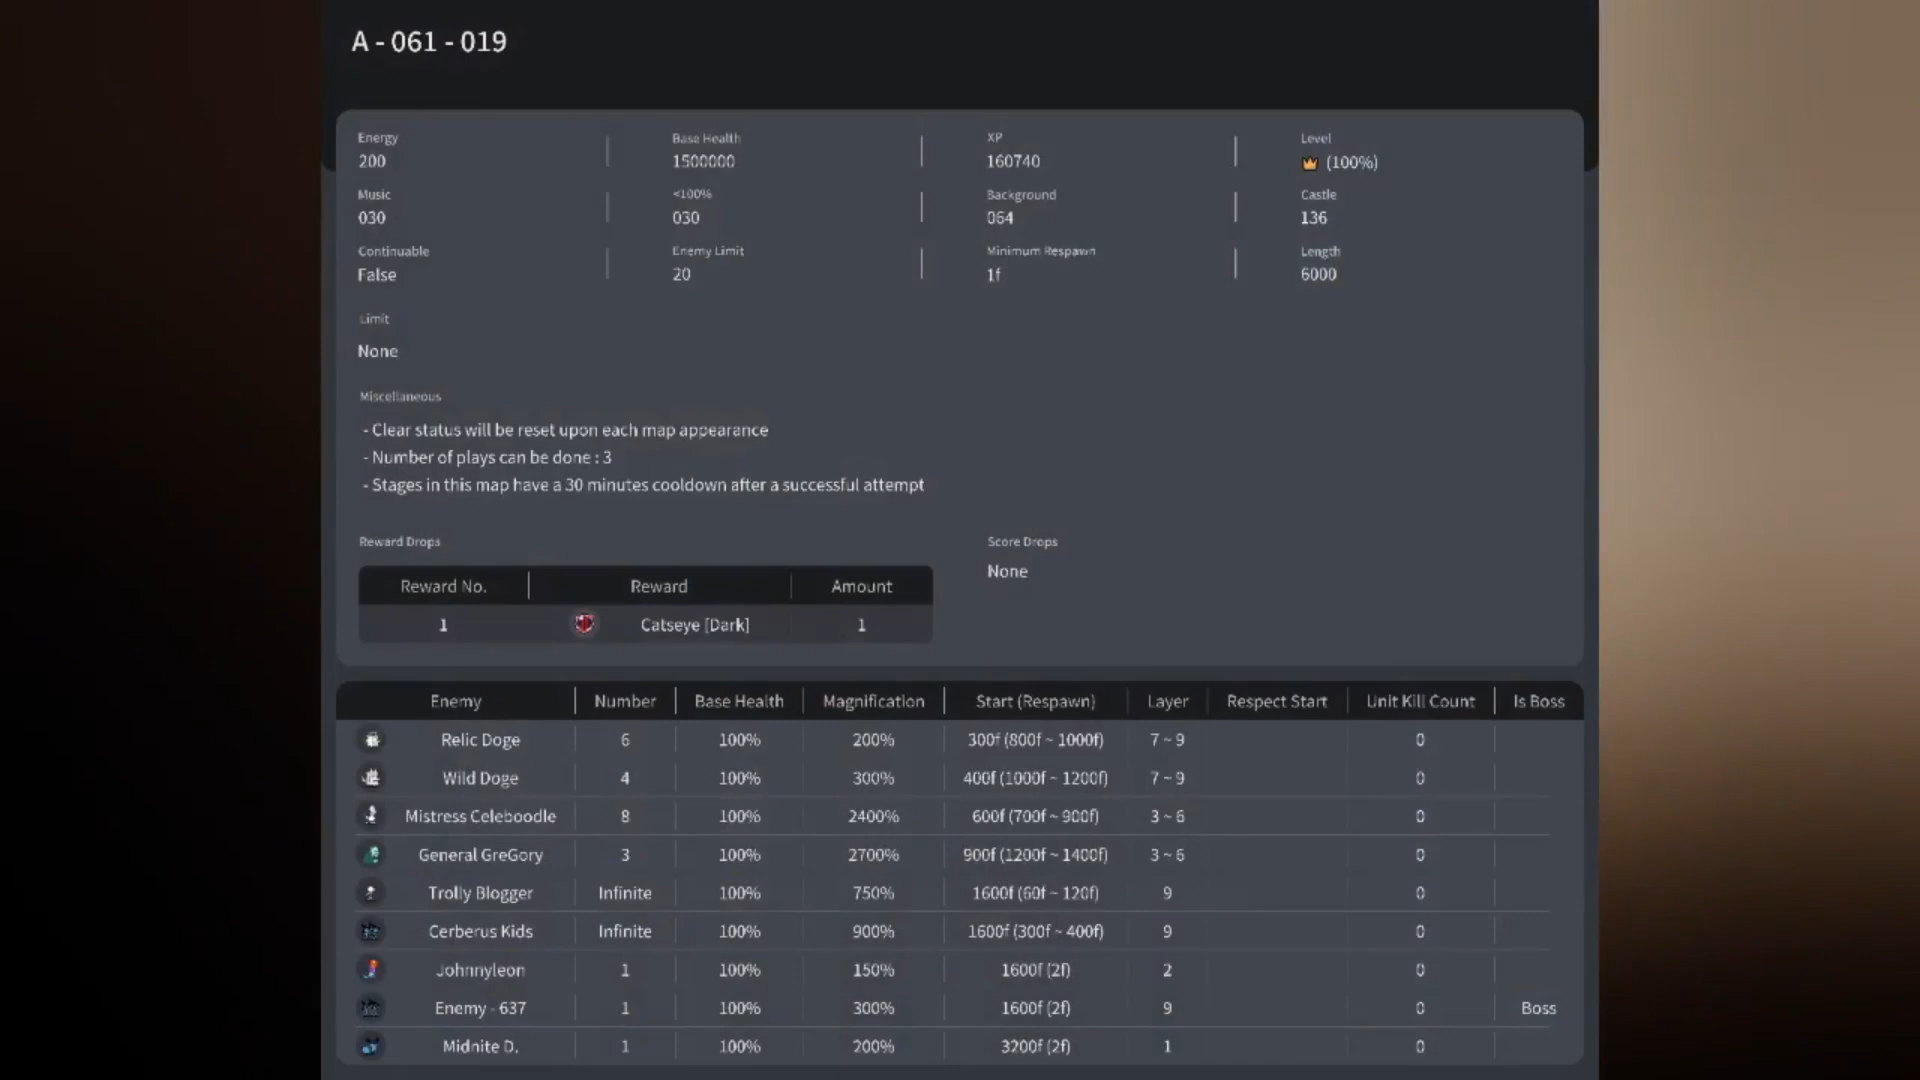 A - 061 - 019
Energy Base Health XP Level
200 1500000 160740 (100%)
Music <100% Background Castle
030 030 064 136
Continuable Enemy Limit Minimum Respawn Length
False 20 1f 6000
Limit
None
Miscellaneous
- Clear status will be reset upon each map appearance
- Number of plays can be done : 3
- Stages in this map have a 30 minutes cooldown after a successful attempt
Reward Drops Score Drops
None
Reward No. Reward Amount
1 Catseye [Dark] 1
Enemy Number Base Health Magnification Start (Respawn) Layer Respect Start Unit Kill Count Is Boss
Relic Doge 6 100% 200% 300f (800f ~ 1000f) 7 ~ 9 0
Wild Doge 4 100% 300% 400f (1000f ~ 1200f) 7 ~ 9 0
Mistress Celeboodle 8 100% 2400% 600f (700f ~ 900f) 3 ~ 6 0
General GreGory 3 100% 2700% 900f (1200f ~ 1400f) 3 ~ 6 0
Trolly Blogger Infinite 100% 750% 1600f (60f ~ 120f) 9 0
Cerberus Kids Infinite 100% 900% 1600f (300f ~ 400f) 9 0
Johnnyleon 1 100% 150% 1600f (2f) 2 0
Enemy - 637 1 100% 300% 1600f (2f) 9 0 Boss
Midnite D. 1 100% 200% 3200f (2f) 1 0